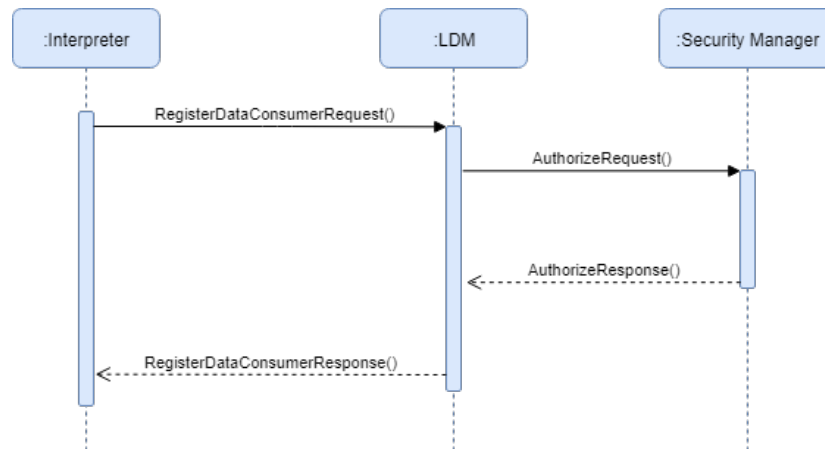 :Interpreter
:LDM
:Security Manager
RegisterDataConsumerRequest()
AuthorizeRequest()
AuthorizeResponse()
RegisterDataConsumerResponse()